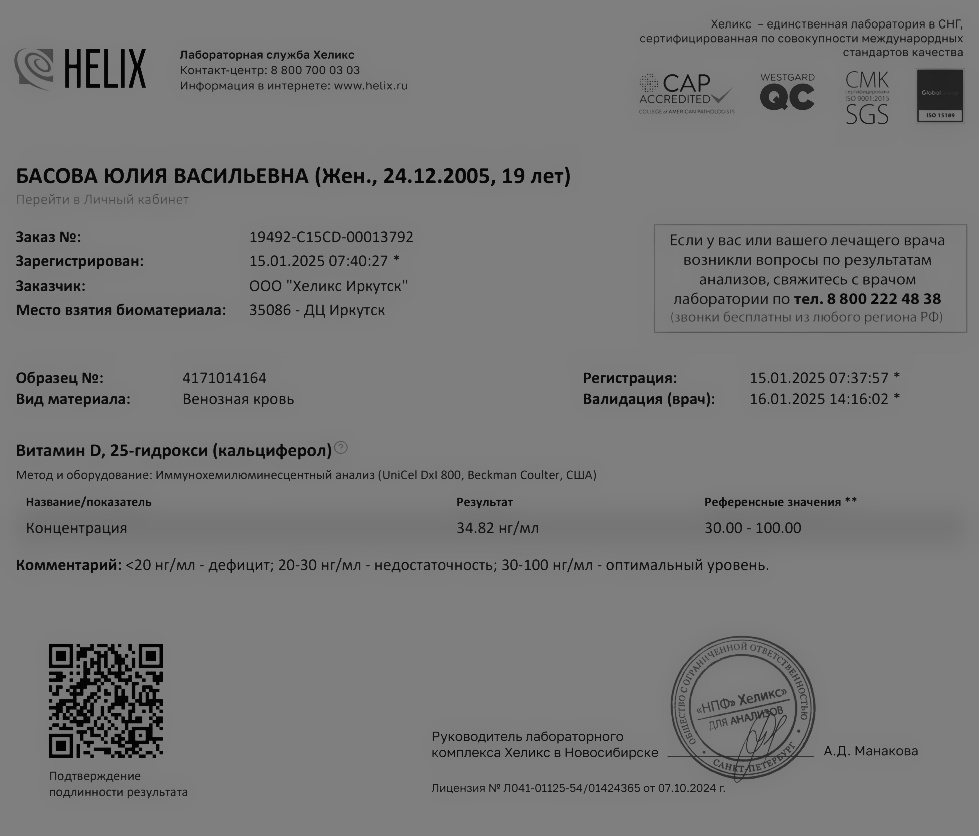 Хеликс – единственная лаборатория в СНГ,
сертифицированная по совокупности международных
стандартов качества
HELIX
Лабораторная служба Хеликс
Контакт-центр: 8 800 700 03 03
Информация в интернете: www.helix.ru
CAP
ACCREDITED
COLLEGE of AMERICAN PATHOLOGISTS
WESTGARD
QC
СМК
сертифицирована
ISO 9001:2015
SGS
Global
ISO 15189
БАСОВА ЮЛИЯ ВАСИЛЬЕВНА (Жен., 24.12.2005, 19 лет)
Перейти в Личный кабинет
Заказ №: 19492-C15CD-00013792
Зарегистрирован: 15.01.2025 07:40:27 *
Заказчик: ООО "Хеликс Иркутск"
Место взятия биоматериала: 35086 - ДЦ Иркутск
Если у вас или вашего лечащего врача
возникли вопросы по результатам
анализов, свяжитесь с врачом
лаборатории по тел. 8 800 222 48 38
(звонки бесплатны из любого региона РФ)
Образец №: 4171014164
Вид материала: Венозная кровь
Регистрация: 15.01.2025 07:37:57 *
Валидация (врач): 16.01.2025 14:16:02 *
Витамин D, 25-гидрокси (кальциферол) ?
Метод и оборудование: Иммунохемилюминесцентный анализ (UniCel DxI 800, Beckman Coulter, США)
Название/показатель Результат Референсные значения **
Концентрация 34.82 нг/мл 30.00 - 100.00
Комментарий: <20 нг/мл - дефицит; 20-30 нг/мл - недостаточность; 30-100 нг/мл - оптимальный уровень.
Подтверждение
подлинности результата
Руководитель лабораторного
комплекса Хеликс в Новосибирске
А.Д. Манакова
Лицензия № Л041-01125-54/01424365 от 07.10.2024 г.
ОБЩЕСТВО С ОГРАНИЧЕННОЙ ОТВЕТСТВЕННОСТЬЮ
«НПФ» Хеликс»
ДЛЯ АНАЛИЗОВ
САНКТ-ПЕТЕРБУРГ